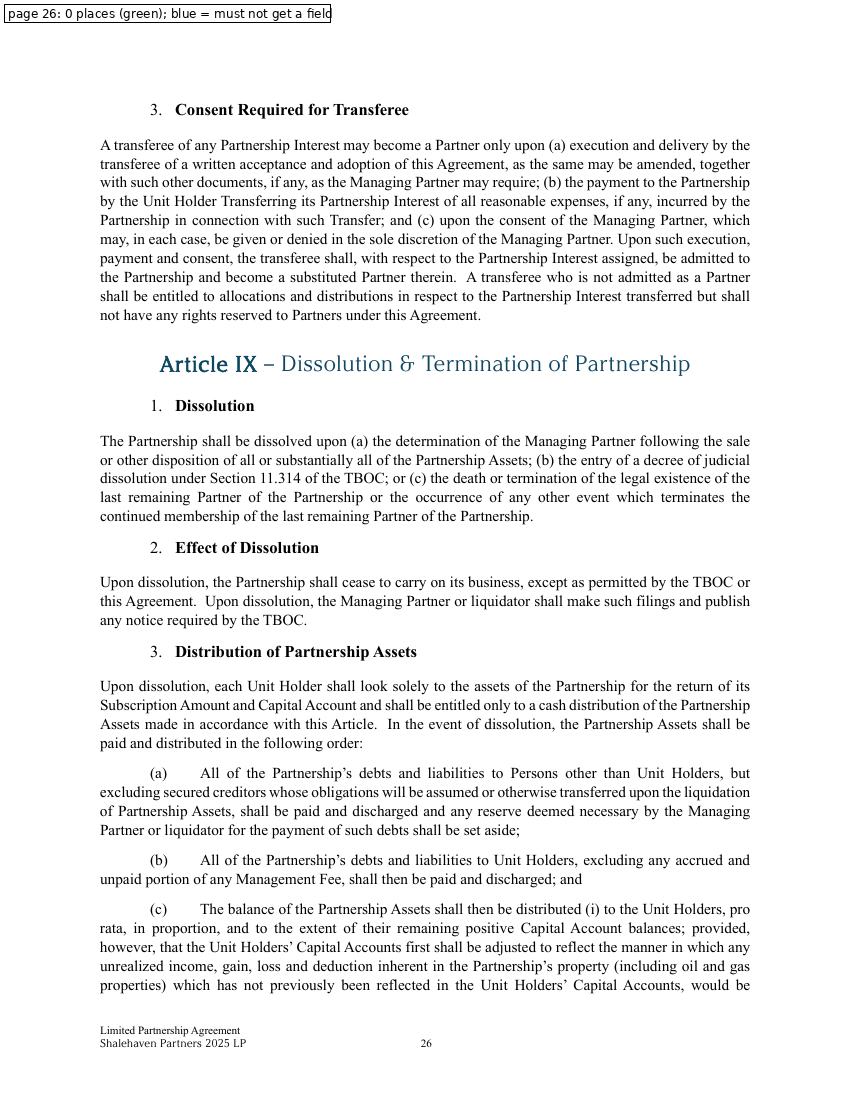 page 26: 0 places (green); blue = must not get a field
3. Consent Required for Transferee
A transferee of any Partnership Interest may become a Partner only upon (a) execution and delivery by the
transferee of a written acceptance and adoption of this Agreement, as the same may be amended, together
with such other documents, if any, as the Managing Partner may require; (b) the payment to the Partnership
by the Unit Holder Transferring its Partnership Interest of all reasonable expenses, if any, incurred by the
Partnership in connection with such Transfer; and (c) upon the consent of the Managing Partner, which
may, in each case, be given or denied in the sole discretion of the Managing Partner. Upon such execution,
payment and consent, the transferee shall, with respect to the Partnership Interest assigned, be admitted to
the Partnership and become a substituted Partner therein.  A transferee who is not admitted as a Partner
shall be entitled to allocations and distributions in respect to the Partnership Interest transferred but shall
not have any rights reserved to Partners under this Agreement.
Article IX – Dissolution & Termination of Partnership
1. Dissolution
The Partnership shall be dissolved upon (a) the determination of the Managing Partner following the sale
or other disposition of all or substantially all of the Partnership Assets; (b) the entry of a decree of judicial
dissolution under Section 11.314 of the TBOC; or (c) the death or termination of the legal existence of the
last remaining Partner of the Partnership or the occurrence of any other event which terminates the
continued membership of the last remaining Partner of the Partnership.
2. Effect of Dissolution
Upon dissolution, the Partnership shall cease to carry on its business, except as permitted by the TBOC or
this Agreement.  Upon dissolution, the Managing Partner or liquidator shall make such filings and publish
any notice required by the TBOC.
3. Distribution of Partnership Assets
Upon dissolution, each Unit Holder shall look solely to the assets of the Partnership for the return of its
Subscription Amount and Capital Account and shall be entitled only to a cash distribution of the Partnership
Assets made in accordance with this Article.  In the event of dissolution, the Partnership Assets shall be
paid and distributed in the following order:
(a) All of the Partnership’s debts and liabilities to Persons other than Unit Holders, but
excluding secured creditors whose obligations will be assumed or otherwise transferred upon the liquidation
of Partnership Assets, shall be paid and discharged and any reserve deemed necessary by the Managing
Partner or liquidator for the payment of such debts shall be set aside;
(b) All of the Partnership’s debts and liabilities to Unit Holders, excluding any accrued and
unpaid portion of any Management Fee, shall then be paid and discharged; and
(c) The balance of the Partnership Assets shall then be distributed (i) to the Unit Holders, pro
rata, in proportion, and to the extent of their remaining positive Capital Account balances; provided,
however, that the Unit Holders’ Capital Accounts first shall be adjusted to reflect the manner in which any
unrealized income, gain, loss and deduction inherent in the Partnership’s property (including oil and gas
properties) which has not previously been reflected in the Unit Holders’ Capital Accounts, would be
Limited Partnership Agreement
Shalehaven Partners 2025 LP 26